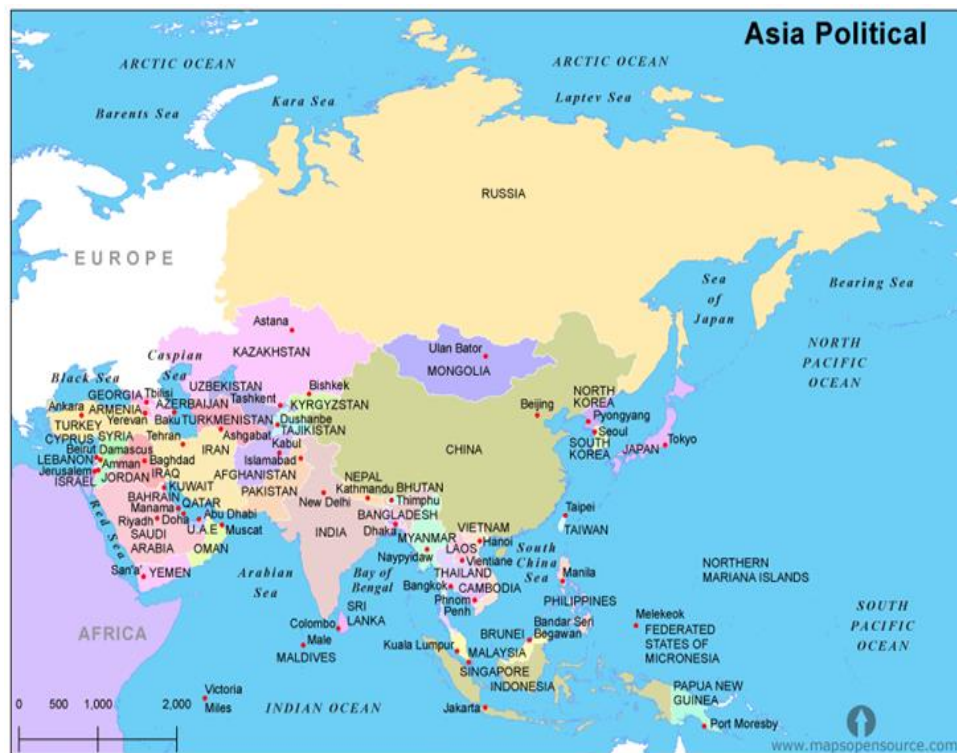 Asia Political
ARCTIC OCEAN
ARCTIC OCEAN
Barents Sea
Kara Sea
Laptev Sea
RUSSIA
EUROPE
Sea
of
Japan
Bearing Sea
Astana
KAZAKHSTAN
Ulan Bator
MONGOLIA
NORTH
PACIFIC
OCEAN
Caspian
Sea
Black Sea
UZBEKISTAN
Bishkek
GEORGIA
Tbilisi
Tashkent
KYRGYZSTAN
Ankara
ARMENIA
AZERBAIJAN
Yerevan
Baku
TURKMENISTAN
Dushanbe
TAJIKISTAN
Beijing
NORTH
KOREA
Pyongyang
Seoul
SOUTH
KOREA
JAPAN
Tokyo
TURKEY
CYPRUS
SYRIA
Tehran
Ashgabat
Kabul
IRAN
Islamabad
CHINA
LEBANON
Beirut
Damascus
Amman
Baghdad
AFGHANISTAN
Jerusalem
ISRAEL
JORDAN
IRAQ
KUWAIT
PAKISTAN
NEPAL
Kathmandu
BHUTAN
Thimphu
New Delhi
BAHRAIN
Manama
QATAR
Abu Dhabi
BANGLADESH
Dhaka
Taipei
TAIWAN
Riyadh
Doha
U.A.E
Muscat
SAUDI
ARABIA
OMAN
INDIA
MYANMAR
VIETNAM
Hanoi
LAOS
Red Sea
Naypyidaw
Vientiane
South
China
Sea
San'a'
YEMEN
Arabian
Sea
Bay of
Bengal
THAILAND
Bangkok
CAMBODIA
Phnom
Penh
Manila
PHILIPPINES
NORTHERN
MARIANA ISLANDS
AFRICA
Colombo
SRI
LANKA
Male
MALDIVES
BRUNEI
Bandar Seri
Begawan
Melekeok
FEDERATED
STATES OF
MICRONESIA
SOUTH
PACIFIC
OCEAN
Kuala Lumpur
MALAYSIA
SINGAPORE
INDONESIA
Victoria
Miles
INDIAN OCEAN
Jakarta
PAPUA NEW
GUINEA
Port Moresby
0 500 1,000 2,000
www.mapsopensource.com